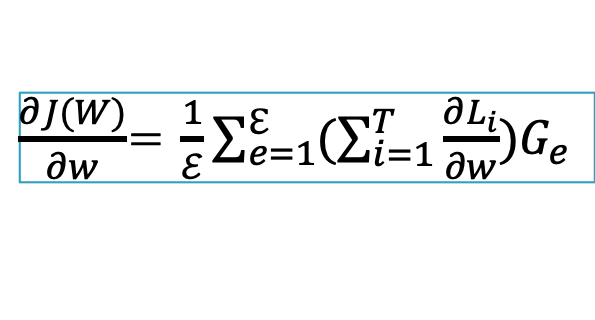 ∂J(W)/∂w = 1/ℰ ∑_{e=1}^{ℰ} (∑_{i=1}^{T} ∂L_i/∂w) G_e